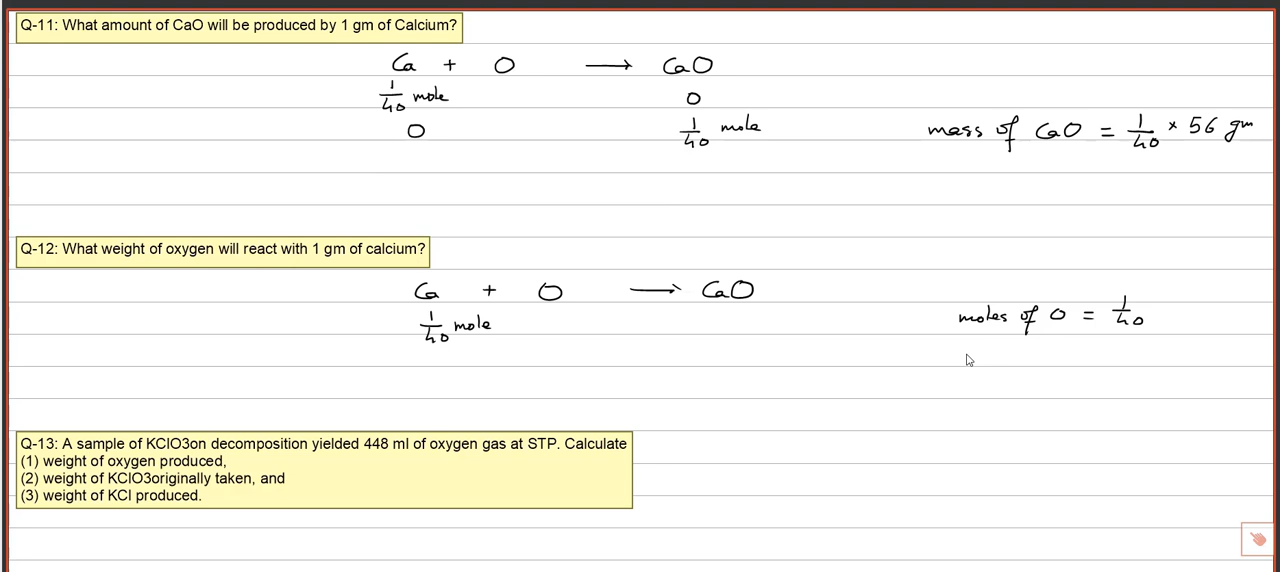 Q-11: What amount of CaO will be produced by 1 gm of Calcium?
Ca + O → CaO
1/40 mole 0
0 1/40 mole
mass of CaO = 1/40 × 56 gm
Q-12: What weight of oxygen will react with 1 gm of calcium?
Ca + O → CaO
1/40 mole
moles of O = 1/40
Q-13: A sample of KClO3on decomposition yielded 448 ml of oxygen gas at STP. Calculate
(1) weight of oxygen produced,
(2) weight of KClO3originally taken, and
(3) weight of KCl produced.